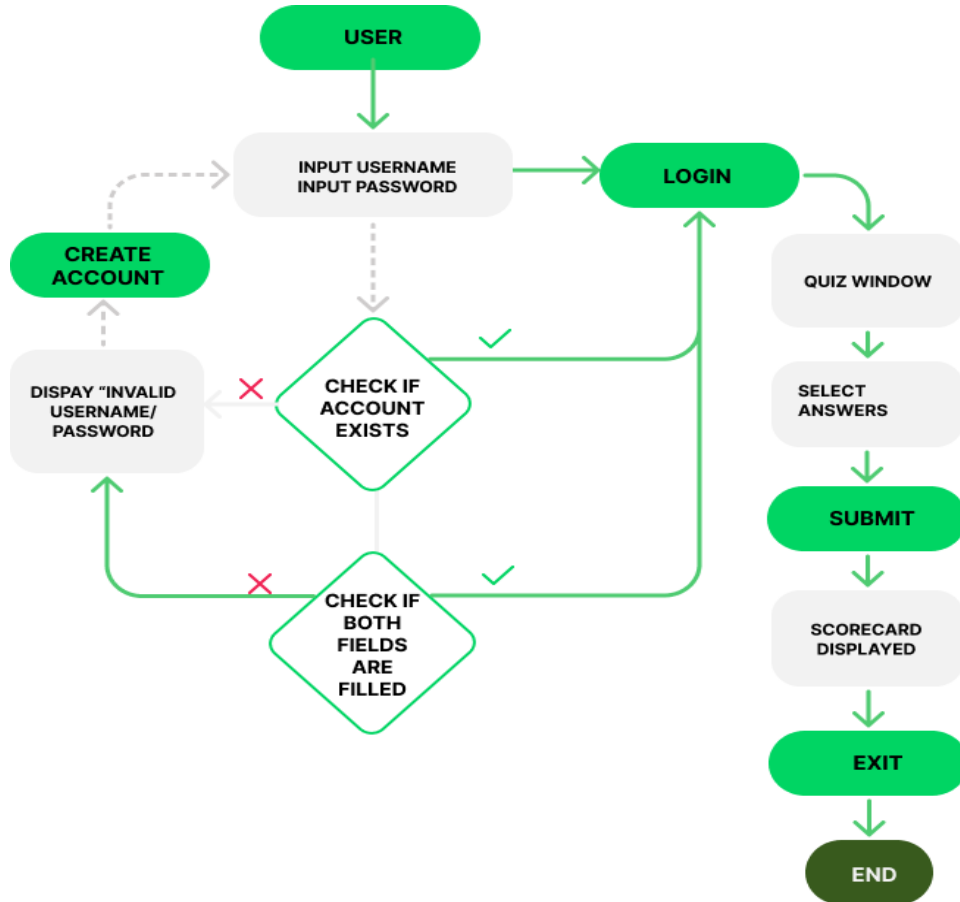 USER
INPUT USERNAME
INPUT PASSWORD
LOGIN
CREATE
ACCOUNT
QUIZ WINDOW
DISPAY “INVALID
USERNAME/
PASSWORD
CHECK IF
ACCOUNT
EXISTS
SELECT
ANSWERS
SUBMIT
CHECK IF
BOTH
FIELDS
ARE
FILLED
SCORECARD
DISPLAYED
EXIT
END